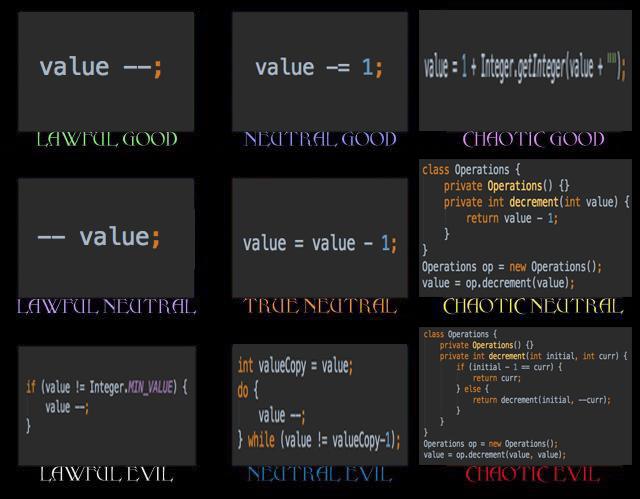 value --;
LAWFUL GOOD
value -= 1;
NEUTRAL GOOD
value = 1 + Integer.getInteger(value + "");
CHAOTIC GOOD
-- value;
LAWFUL NEUTRAL
value = value - 1;
TRUE NEUTRAL
class Operations {
private Operations() {}
private int decrement(int value) {
return value - 1;
}
}
Operations op = new Operations();
value = op.decrement(value);
CHAOTIC NEUTRAL
if (value != Integer.MIN_VALUE) {
value --;
}
LAWFUL EVIL
int valueCopy = value;
do {
value --;
} while (value != valueCopy-1);
NEUTRAL EVIL
class Operations {
private Operations() {}
private int decrement(int initial, int curr) {
if (initial - 1 == curr) {
return curr;
} else {
return decrement(initial, --curr);
}
}
}
Operations op = new Operations();
value = op.decrement(value, value);
CHAOTIC EVIL